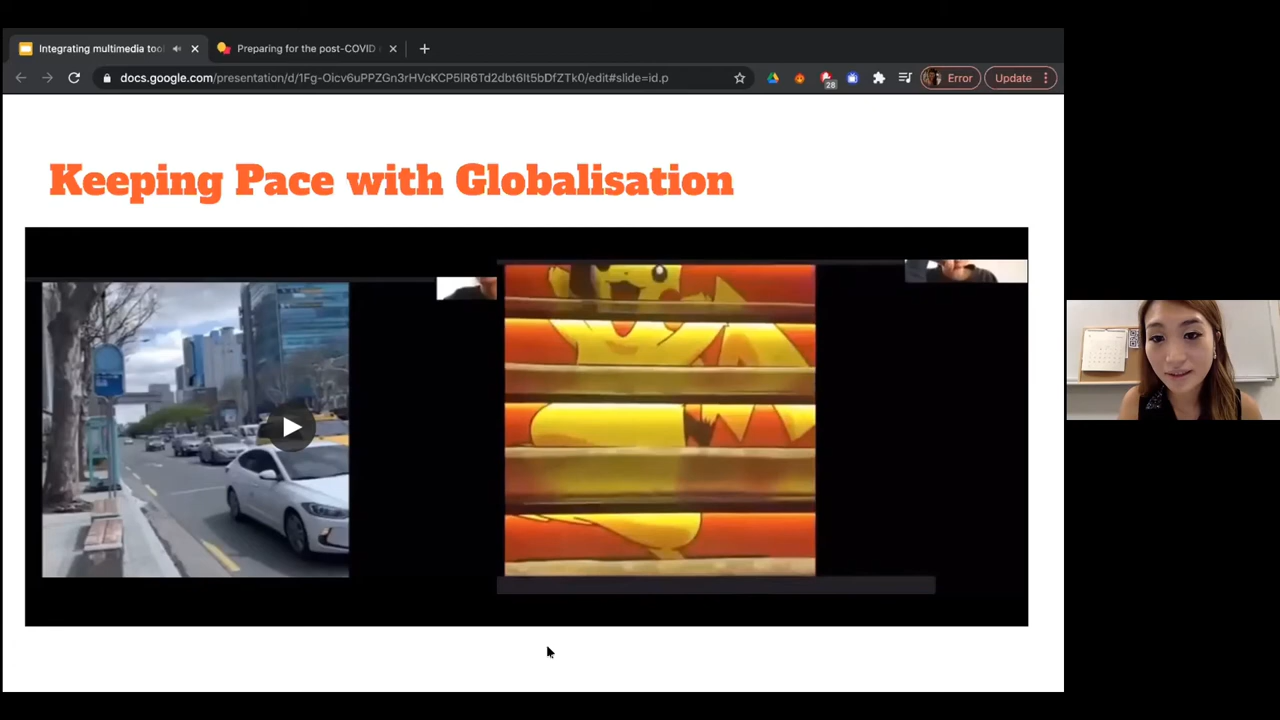 Integrating multimedia too
Preparing for the post-COVID
docs.google.com/presentation/d/1Fg-Oicv6uPPZGn3rHVcKCP5lR6Td2dbt6It5bDfZTk0/edit#slide=id.p
28
Error
Update
Keeping Pace with Globalisation